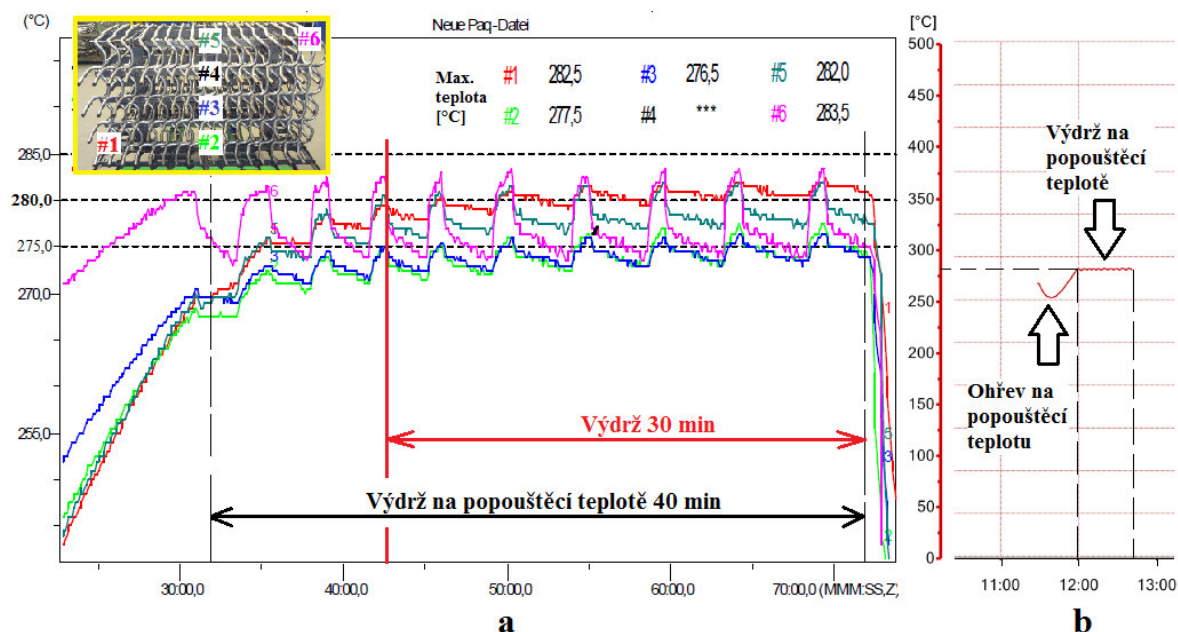 (°C)
Neue Paq-Datei
[°C]
#5 #6
#4
#3
#1 #2
Max.
teplota
[°C]
#1 282,5 #3 276,5 #5 282,0
#2 277,5 #4 *** #6 283,5
285,0
280,0
275,0
270,0
255,0
6
3
1
5
3
2
Výdrž 30 min
Výdrž na popouštěcí teplotě 40 min
30:00,0 40:00,0 50:00,0 60:00,0 70:00,0 (MMM:SS,Z)
a
500
450
400
350
300
250
200
150
100
50
0
Výdrž na
popouštěcí
teplotě
Ohřev na
popouštěcí
teplotu
11:00 12:00 13:00
b